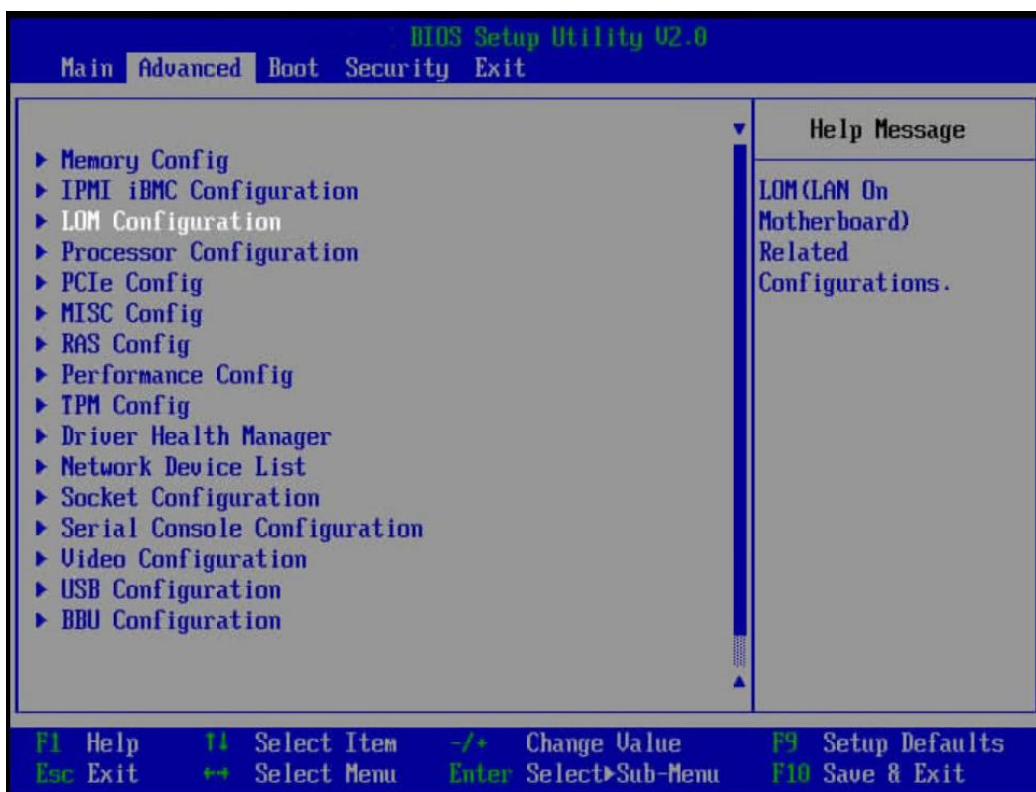 BIOS Setup Utility V2.0
Main Advanced Boot Security Exit
Memory Config
IPMI iBMC Configuration
LOM Configuration
Processor Configuration
PCIe Config
MISC Config
RAS Config
Performance Config
TPM Config
Driver Health Manager
Network Device List
Socket Configuration
Serial Console Configuration
Video Configuration
USB Configuration
BBU Configuration
Help Message
LOM(LAN On
Motherboard)
Related
Configurations.
F1 Help ↑↓ Select Item -/+ Change Value F9 Setup Defaults
Esc Exit ←→ Select Menu Enter Select▶Sub-Menu F10 Save & Exit